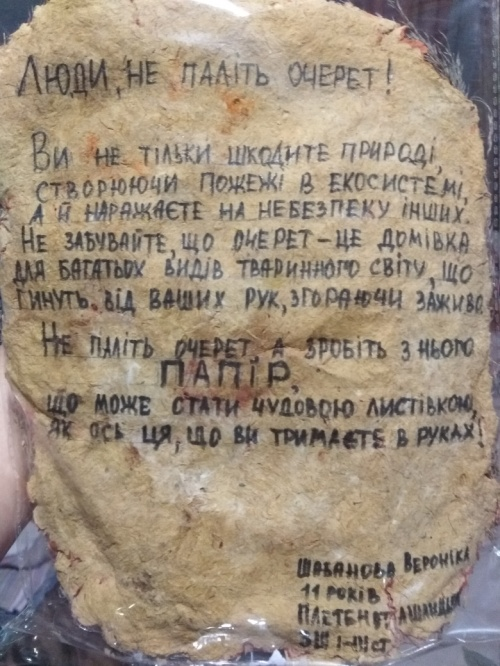 Люди, не паліть очерет!
Ви не тільки шкодите природі,
створюючи пожежі в екосистемі,
а й наражаєте на небезпеку інших.
Не забувайте, що очерет – це домівка
для багатьох видів тваринного світу, що
гинуть від ваших рук, згораючи заживо.
Не паліть очерет, а зробіть з нього
ПАПІР,
що може стати чудовою листівкою,
як ось ця, що ви тримаєте в руках!
Шабанова Вероніка
11 років
ЗШ І-ІІІ ст